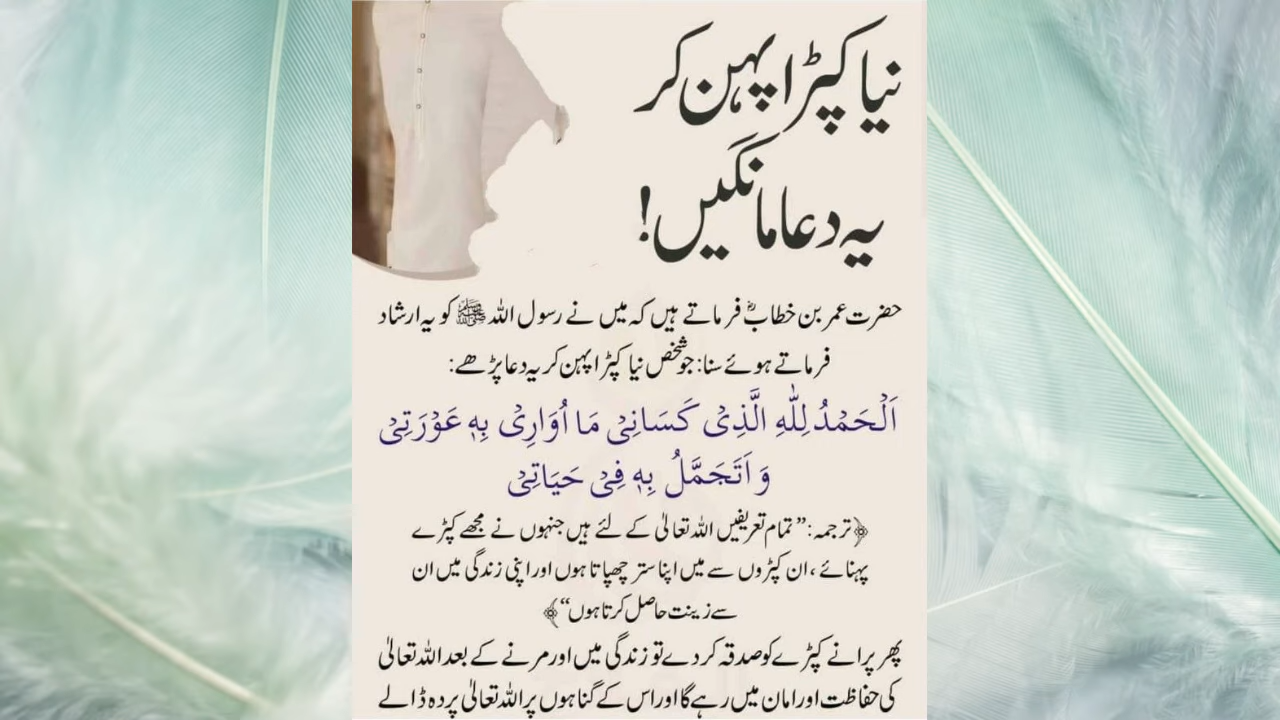 نیا کپڑا پہن کر
یہ دعا مانگیں!
حضرت عمر بن خطابؓ فرماتے ہیں کہ میں نے رسول اللہ ﷺ کو یہ ارشاد
فرماتے ہوئے سنا: جو شخص نیا کپڑا پہن کر یہ دعا پڑھے:
اَلْحَمْدُ لِلّٰهِ الَّذِیْ كَسَانِیْ مَا اُوَارِیْ بِهٖ عَوْرَتِیْ
وَ اَتَجَمَّلُ بِهٖ فِیْ حَیَاتِیْ
﴿ترجمہ: ”تمام تعریفیں اللہ تعالیٰ کے لئے ہیں جنہوں نے مجھے کپڑے
پہنائے، ان کپڑوں سے میں اپنا ستر چھپاتا ہوں اور اپنی زندگی میں ان
سے زینت حاصل کرتا ہوں“﴾
پھر پرانے کپڑے کو صدقہ کر دے تو زندگی میں اور مرنے کے بعد اللہ تعالیٰ
کی حفاظت اور امان میں رہے گا اور اس کے گناہوں پر اللہ تعالیٰ پردہ ڈالے